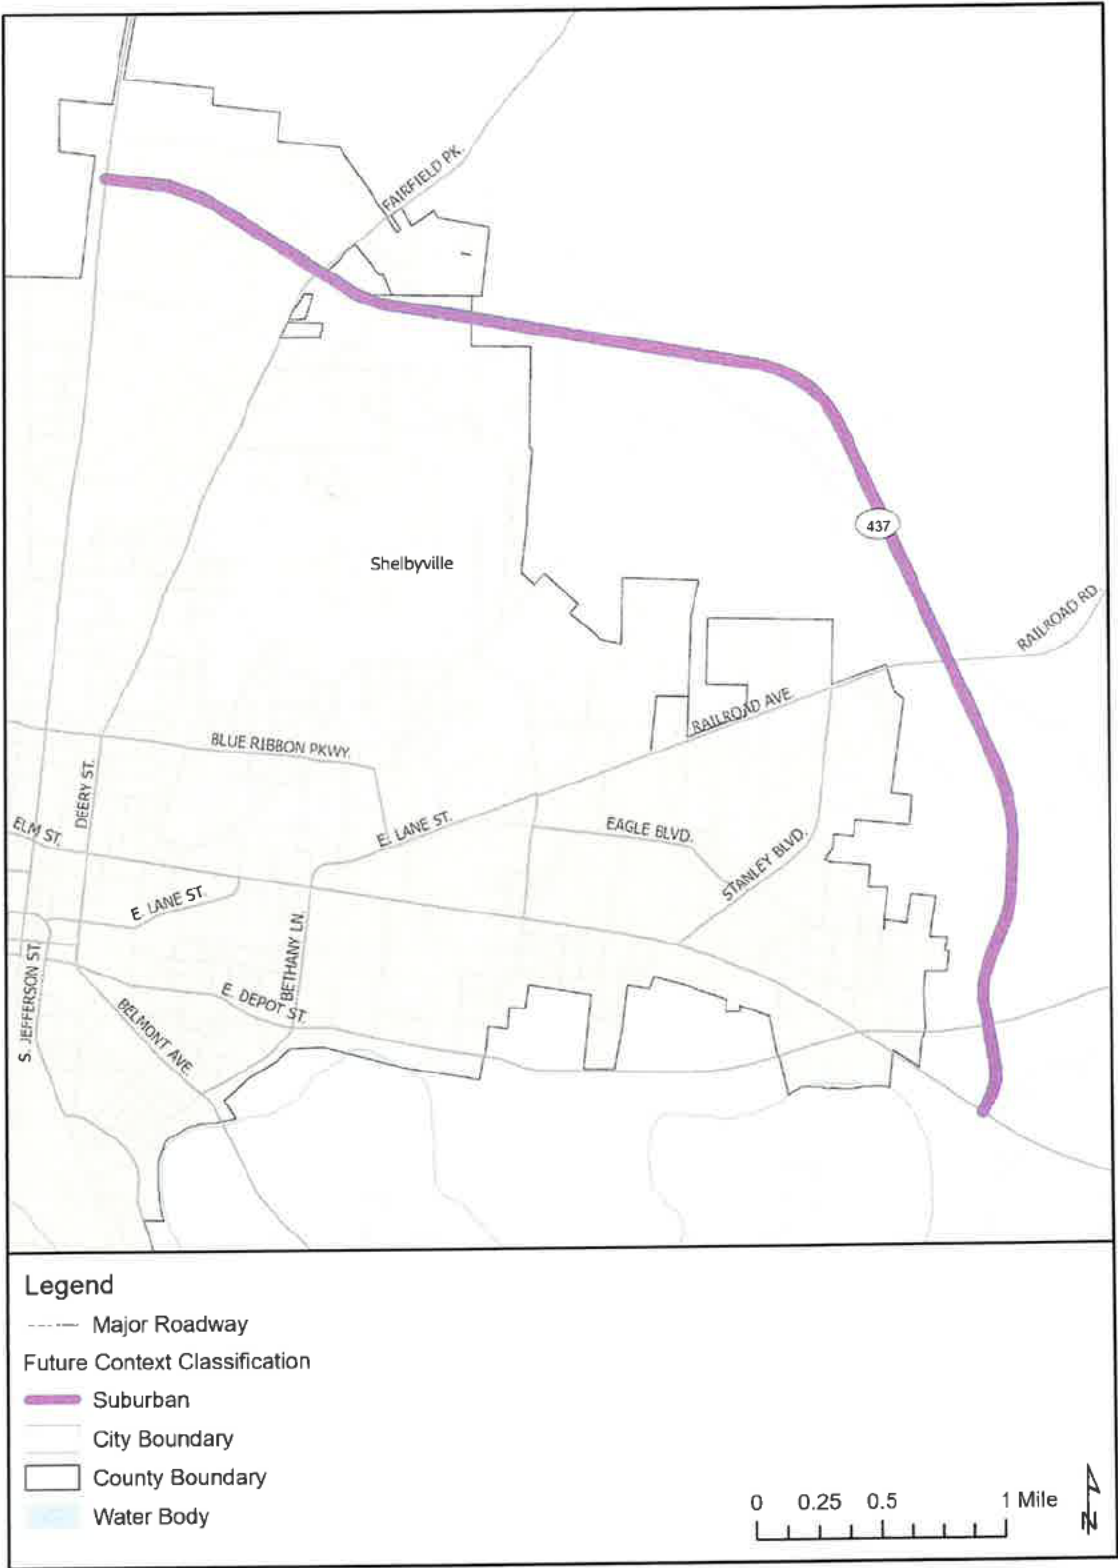 FAIRFIELD PK.
437
Shelbyville
RAILROAD RD.
RAILROAD AVE.
BLUE RIBBON PKWY.
DEERY ST.
ELM ST.
E. LANE ST.
EAGLE BLVD.
STANLEY BLVD.
E. LANE ST.
BETHANY LN.
S. JEFFERSON ST.
E. DEPOT ST.
BELMONT AVE.
Legend
Major Roadway
Future Context Classification
Suburban
City Boundary
County Boundary
Water Body
0 0.25 0.5 1 Mile
N